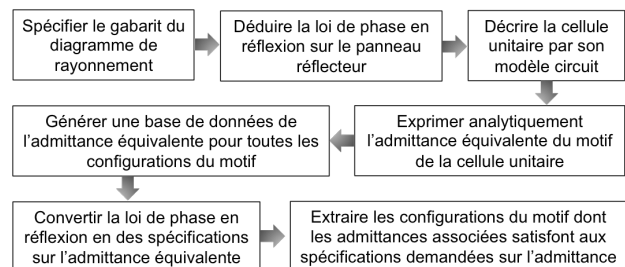 Spécifier le gabarit du
diagramme de
rayonnement
Déduire la loi de phase en
réflexion sur le panneau
réflecteur
Décrire la cellule
unitaire par son
modèle circuit
Exprimer analytiquement
l’admittance équivalente du motif
de la cellule unitaire
Générer une base de données de
l’admittance équivalente pour toutes les
configurations du motif
Convertir la loi de phase en
réflexion en des spécifications
sur l’admittance équivalente
Extraire les configurations du motif dont
les admittances associées satisfont aux
spécifications demandées sur l’admittance